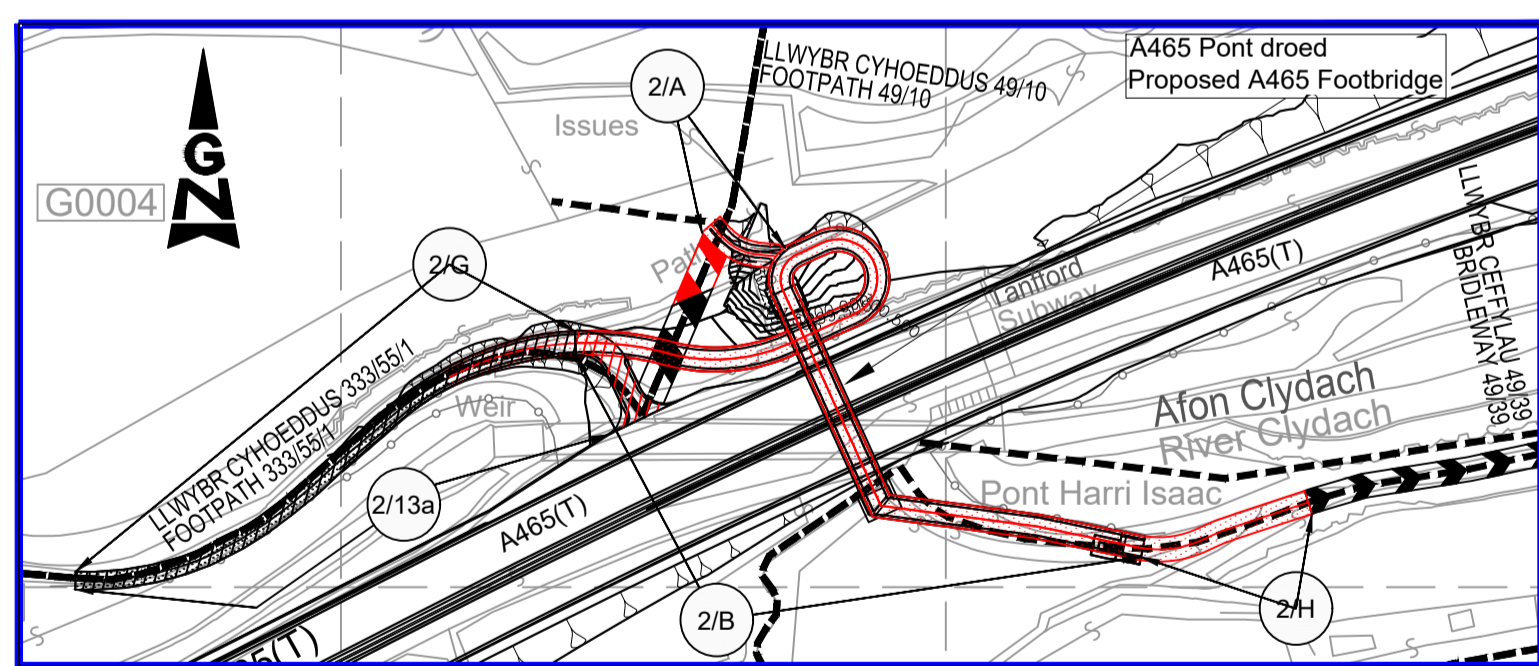 A465 Pont droed
Proposed A465 Footbridge
LLWYBR CYHOEDDUS 49/10
FOOTPATH 49/10
2/A
Issues
G
N
G0004
2/G
Path
Tanffordd
Subway
A465(T)
LLWYBR CEFFYLAU 49/39
BRIDLEWAY 49/39
LLWYBR CYHOEDDUS 333/55/1
FOOTPATH 333/55/1
Weir
Afon Clydach
River Clydach
2/13a
A465(T)
Pont Harri Isaac
2/B
2/H